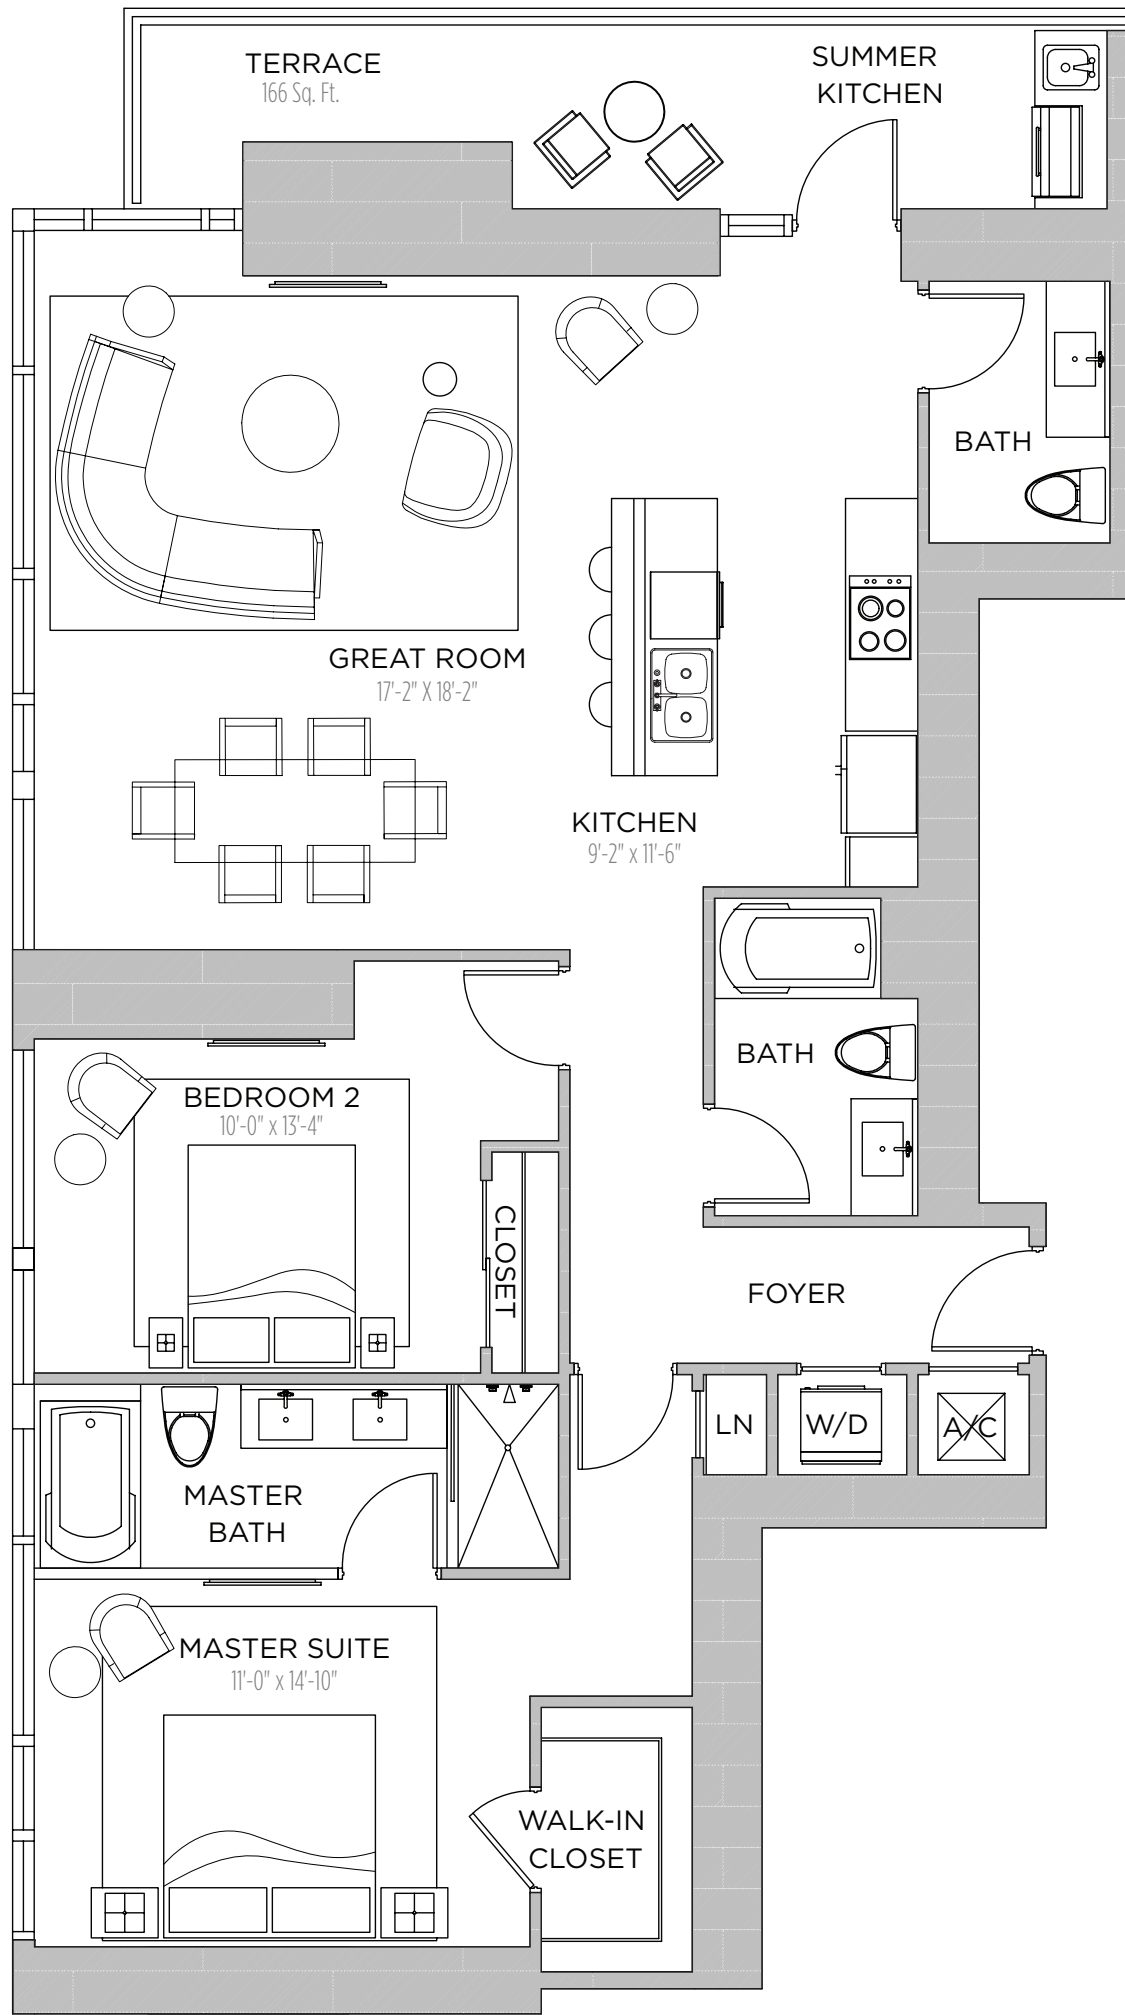 TERRACE
166 Sq. Ft.
SUMMER
KITCHEN
BATH
GREAT ROOM
17'-2" X 18'-2"
KITCHEN
9'-2" x 11'-6"
BATH
BEDROOM 2
10'-0" x 13'-4"
CLOSET
FOYER
LN
W/D
A/C
MASTER
BATH
MASTER SUITE
11'-0" x 14'-10"
WALK-IN
CLOSET